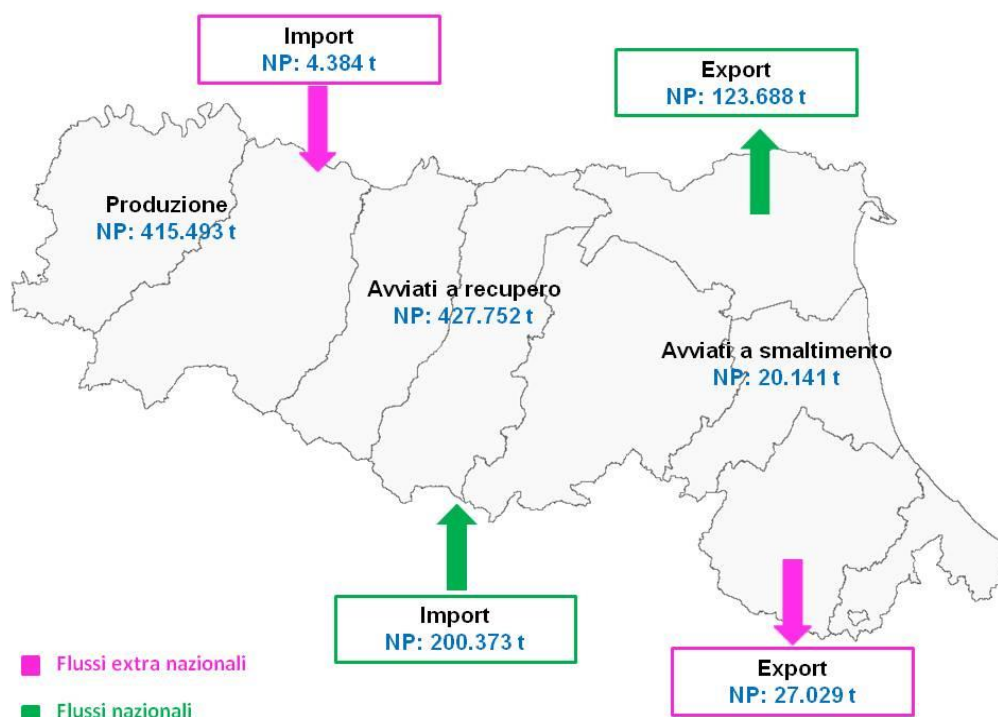 Import
NP: 4.384 t
Export
NP: 123.688 t
Produzione
NP: 415.493 t
Avviati a recupero
NP: 427.752 t
Avviati a smaltimento
NP: 20.141 t
Import
NP: 200.373 t
Export
NP: 27.029 t
Flussi extra nazionali
Flussi nazionali